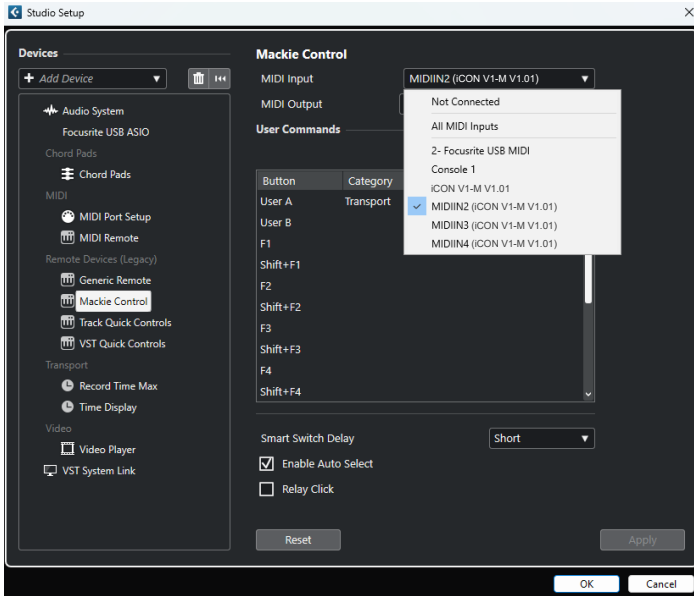 Studio Setup
Devices
+ Add Device
Audio System
Focusrite USB ASIO
Chord Pads
Chord Pads
MIDI
MIDI Port Setup
MIDI Remote
Remote Devices (Legacy)
Generic Remote
Mackie Control
Track Quick Controls
VST Quick Controls
Transport
Record Time Max
Time Display
Video
Video Player
VST System Link
Mackie Control
MIDI Input MIDIIN2 (iCON V1-M V1.01)
MIDI Output
Not Connected
All MIDI Inputs
2- Focusrite USB MIDI
Console 1
iCON V1-M V1.01
MIDIIN2 (iCON V1-M V1.01)
MIDIIN3 (iCON V1-M V1.01)
MIDIIN4 (iCON V1-M V1.01)
User Commands
Button Category
User A Transport
User B
F1
Shift+F1
F2
Shift+F2
F3
Shift+F3
F4
Shift+F4
Smart Switch Delay Short
Enable Auto Select
Relay Click
Reset Apply
OK Cancel